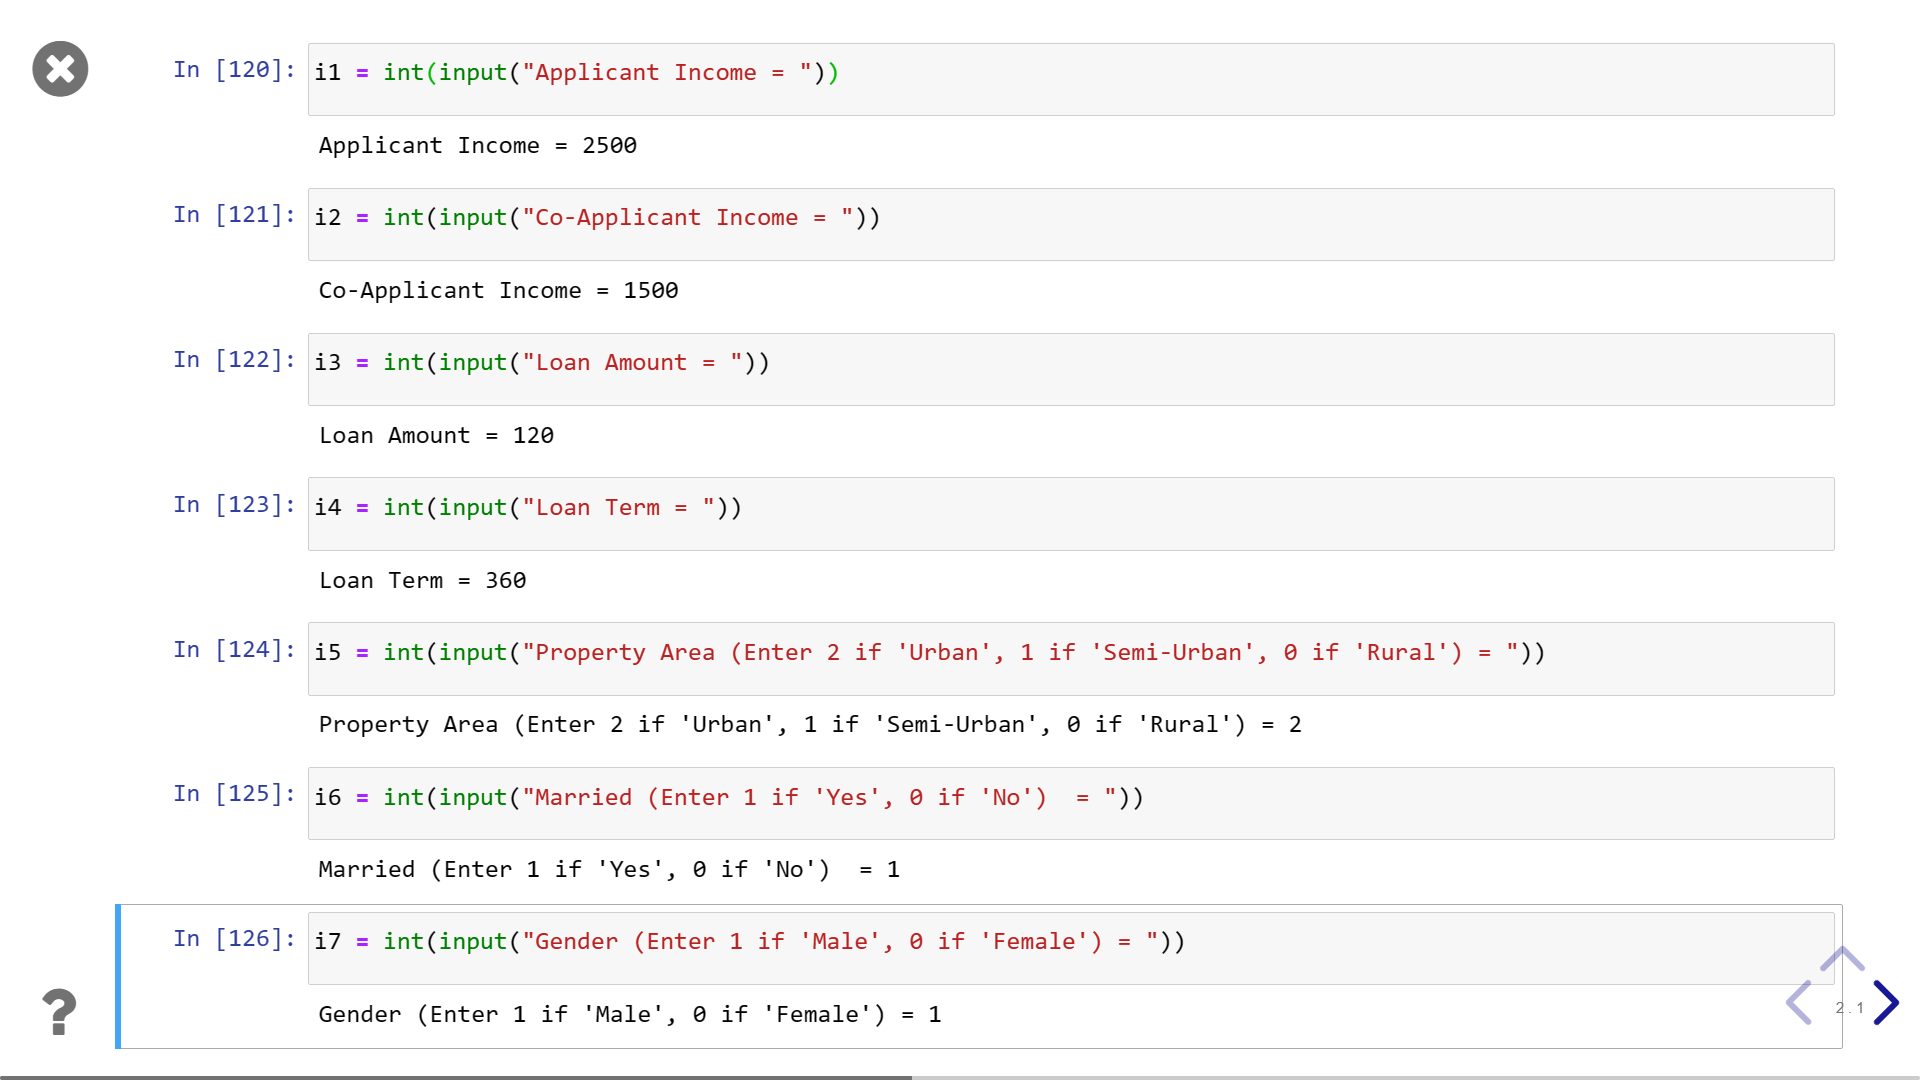 In [120]: i1 = int(input("Applicant Income = "))
Applicant Income = 2500
In [121]: i2 = int(input("Co-Applicant Income = "))
Co-Applicant Income = 1500
In [122]: i3 = int(input("Loan Amount = "))
Loan Amount = 120
In [123]: i4 = int(input("Loan Term = "))
Loan Term = 360
In [124]: i5 = int(input("Property Area (Enter 2 if 'Urban', 1 if 'Semi-Urban', 0 if 'Rural') = "))
Property Area (Enter 2 if 'Urban', 1 if 'Semi-Urban', 0 if 'Rural') = 2
In [125]: i6 = int(input("Married (Enter 1 if 'Yes', 0 if 'No')  = "))
Married (Enter 1 if 'Yes', 0 if 'No')  = 1
In [126]: i7 = int(input("Gender (Enter 1 if 'Male', 0 if 'Female') = "))
Gender (Enter 1 if 'Male', 0 if 'Female') = 1
?
2.1